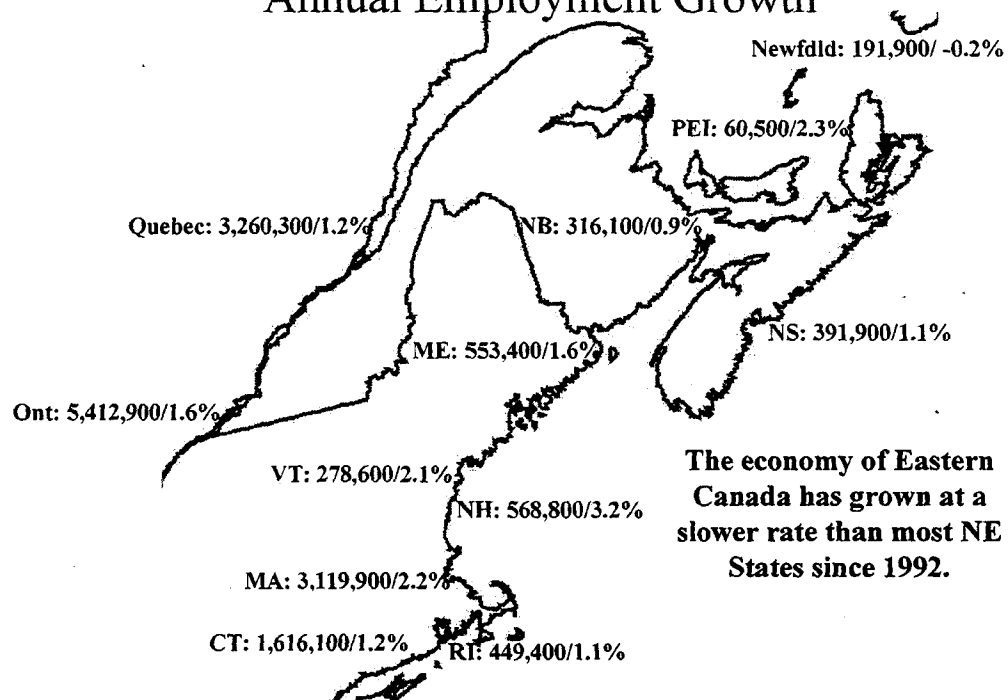 Annual Employment Growth
Newfdld: 191,900/ -0.2%
PEI: 60,500/2.3%
Quebec: 3,260,300/1.2%
NB: 316,100/0.9%
NS: 391,900/1.1%
ME: 553,400/1.6%
Ont: 5,412,900/1.6%
The economy of Eastern
Canada has grown at a
slower rate than most NE
States since 1992.
VT: 278,600/2.1%
NH: 568,800/3.2%
MA: 3,119,900/2.2%
CT: 1,616,100/1.2%
RI: 449,400/1.1%